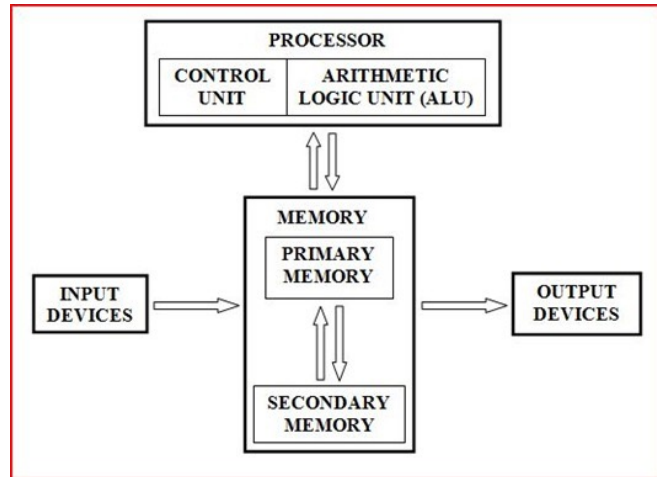 PROCESSOR
CONTROL
UNIT
ARITHMETIC
LOGIC UNIT (ALU)
MEMORY
PRIMARY
MEMORY
INPUT
DEVICES
OUTPUT
DEVICES
SECONDARY
MEMORY